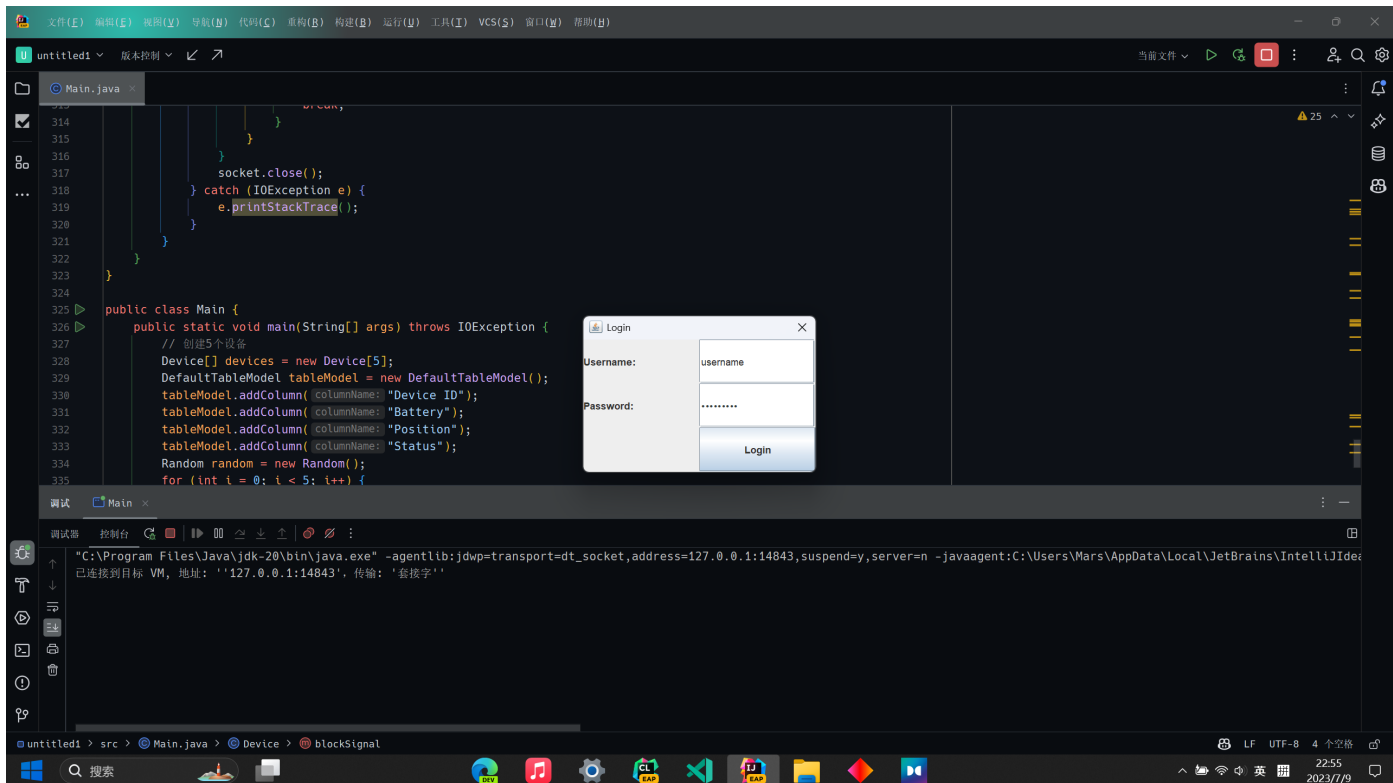 文件(F) 编辑(E) 视图(V) 导航(N) 代码(C) 重构(R) 构建(B) 运行(U) 工具(T) VCS(S) 窗口(W) 帮助(H)
U untitled1 版本控制 当前文件
Main.java
313 break;
314 }
315 }
316 }
317 socket.close();
318 } catch (IOException e) {
319 e.printStackTrace();
320 }
321 }
322 }
323 }
324
325 public class Main {
326 public static void main(String[] args) throws IOException {
327 // 创建5个设备
328 Device[] devices = new Device[5];
329 DefaultTableModel tableModel = new DefaultTableModel();
330 tableModel.addColumn( columnName: "Device ID");
331 tableModel.addColumn( columnName: "Battery");
332 tableModel.addColumn( columnName: "Position");
333 tableModel.addColumn( columnName: "Status");
334 Random random = new Random();
335 for (int i = 0; i < 5; i++) {
25
Login
Username: username
Password: •••••••••
Login
调试 Main
调试器 控制台
"C:\Program Files\Java\jdk-20\bin\java.exe" -agentlib:jdwp=transport=dt_socket,address=127.0.0.1:14843,suspend=y,server=n -javaagent:C:\Users\Mars\AppData\Local\JetBrains\IntelliJIdea
已连接到目标 VM, 地址: ''127.0.0.1:14843'，传输: '套接字''
untitled1 > src > Main.java > Device > blockSignal LF UTF-8 4 个空格
搜索 DEV CL EAP IJ EAP 英 拼 22:55
2023/7/9